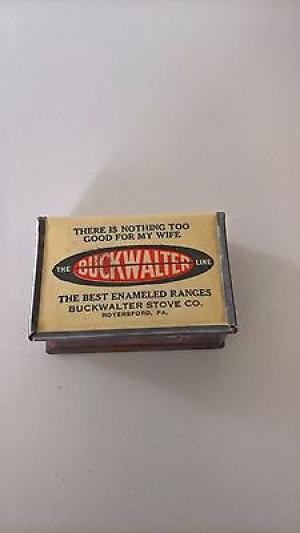 THERE IS NOTHING TOO
GOOD FOR MY WIFE
THE BUCKWALTER LINE
THE BEST ENAMELED RANGES
BUCKWALTER STOVE CO.
ROYERSFORD, PA.